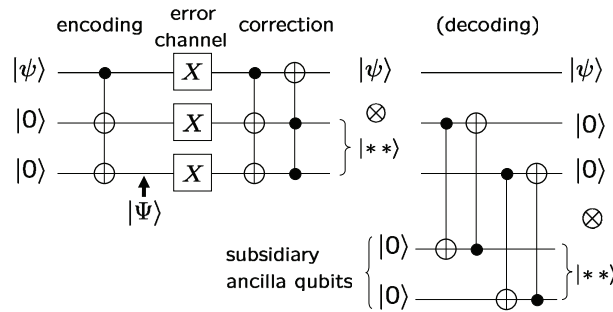 encoding error channel correction (decoding)
|ψ⟩ X |ψ⟩ |ψ⟩
|0⟩ X ⊗ |0⟩
|**⟩
|0⟩ X |0⟩
|Ψ⟩
⊗
subsidiary ancilla qubits |0⟩
|**⟩
|0⟩